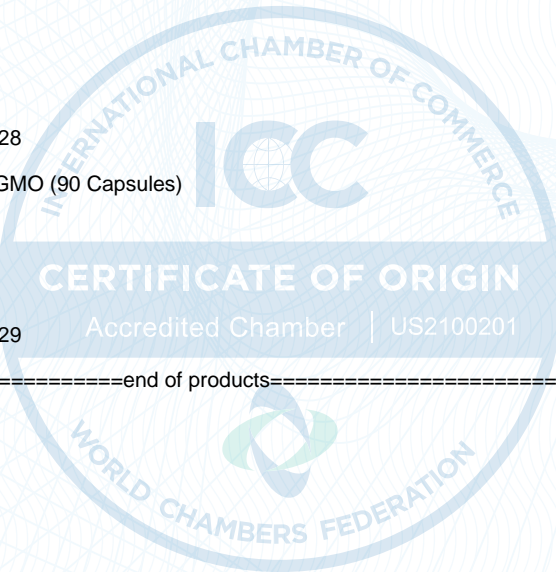 INTERNATIONAL CHAMBER OF COMMERCE
28
ICC
GMO (90 Capsules)
CERTIFICATE OF ORIGIN
Accredited Chamber | US2100201
29
==========end of products=======================
WORLD CHAMBERS FEDERATION